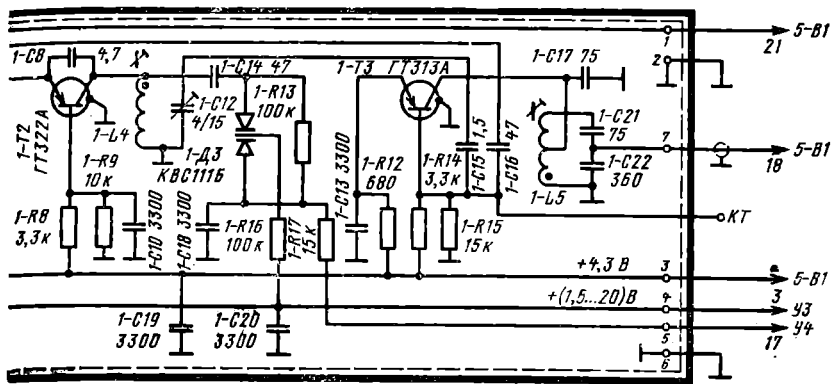 1-C8
4,7
1-C14 47
1-T3
ГТ313А
1-C17 75
1
5-В1
21
2
1-R13
100к
1-C12
4/15
1-T2
ГТ322А
1-L4
1-Д3
КВС111Б
1-C13 3300
1-R12
680
1-R14
3,3к
1-C15
1,5
1-C16
47
1-C21
75
1-C22
360
1-L5
7
5-В1
18
1-R9
10к
1-R8
3,3к
1-C10 3300
1-C18 3300
1-R16
100к
1-R17
15к
1-R15
15к
КТ
+4,3 В
3
5-В1
3
+(1,5...20)В
4
У3
У4
17
5
6
1-C19
3300
1-C20
3300